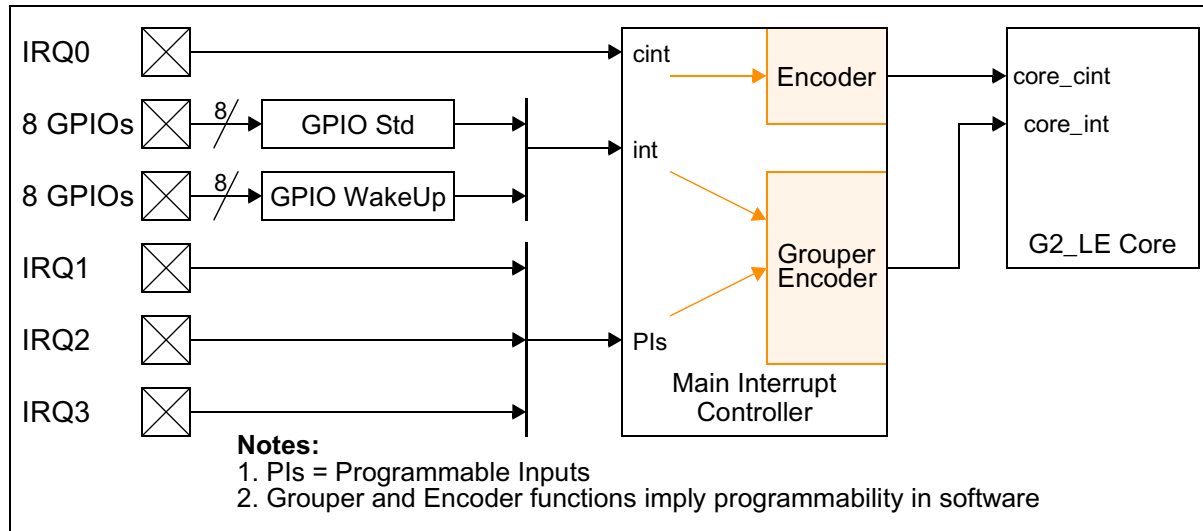 IRQ0
cint
Encoder
core_cint
8 GPIOs
8
GPIO Std
core_int
int
8 GPIOs
8
GPIO WakeUp
G2_LE Core
IRQ1
Grouper
Encoder
IRQ2
PIs
Main Interrupt
Controller
IRQ3
Notes:
1. PIs = Programmable Inputs
2. Grouper and Encoder functions imply programmability in software